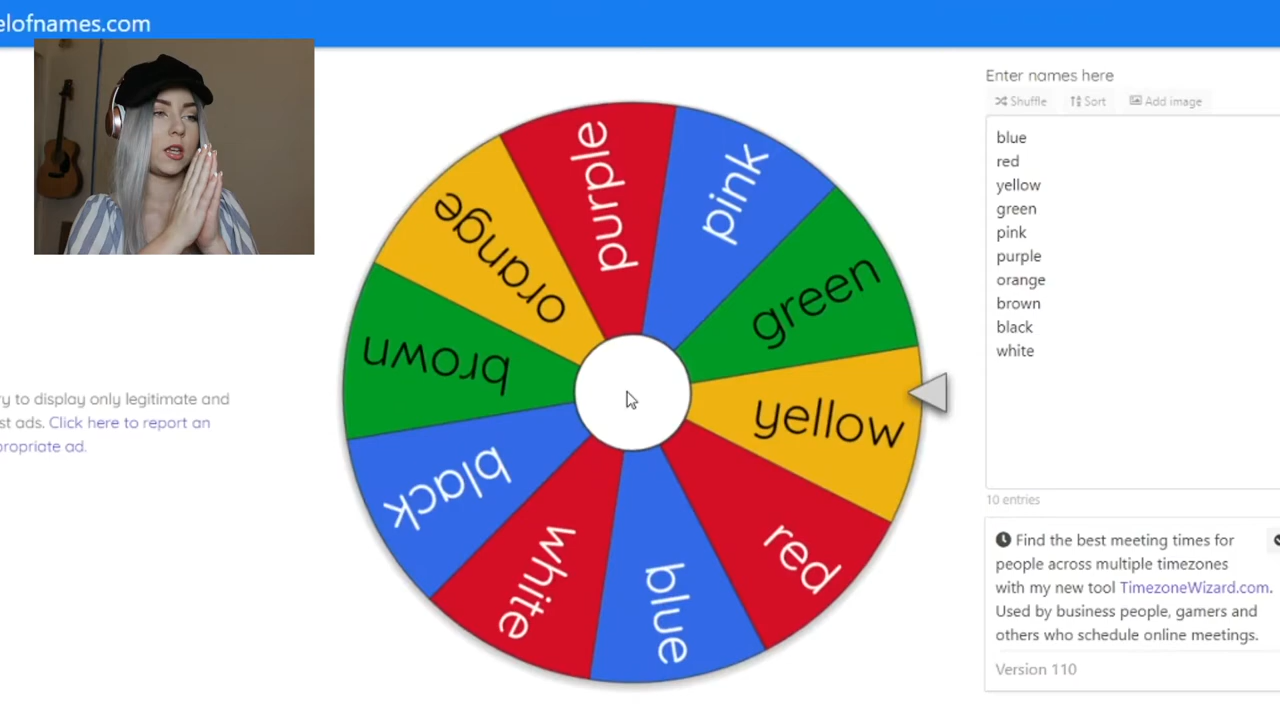 elofnames.com
Enter names here
Shuffle
Sort
Add image
blue
red
yellow
green
pink
purple
orange
brown
black
white
10 entries
purple
pink
green
yellow
red
blue
white
black
brown
orange
ry to display only legitimate and
st ads. Click here to report an
propriate ad.
Find the best meeting times for
people across multiple timezones
with my new tool TimezoneWizard.com.
Used by business people, gamers and
others who schedule online meetings.
Version 110